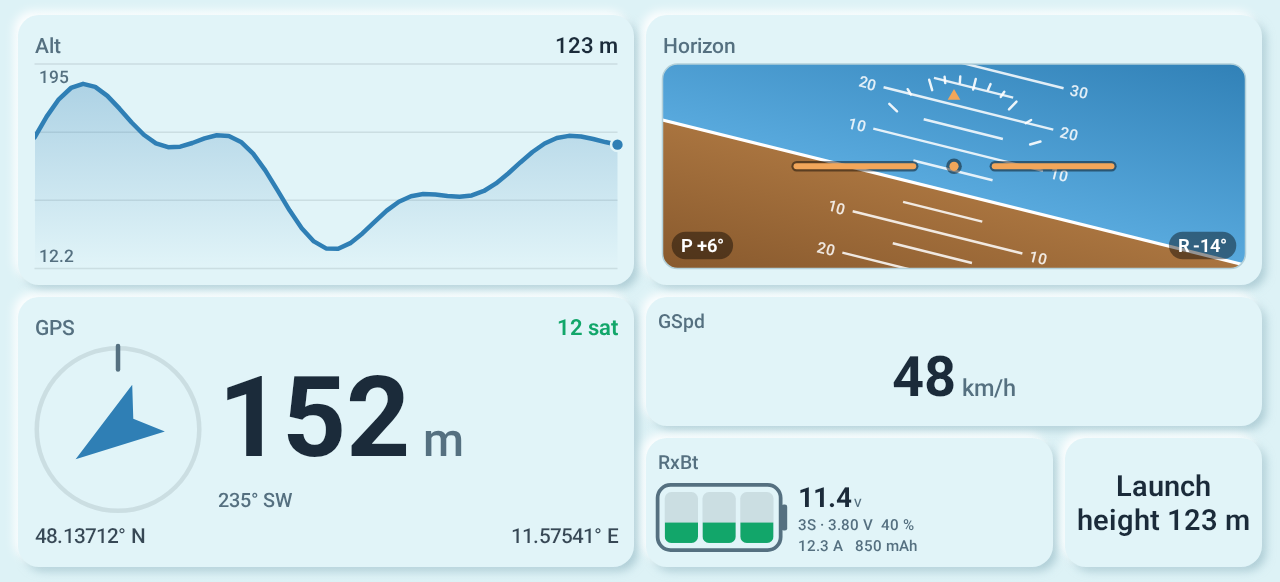 Alt 123 m
195
12.2
Horizon
20 30
10 20
10
10
20 10
P +6° R -14°
GPS 12 sat
152 m
235° SW
48.13712° N 11.57541° E
GSpd
48 km/h
RxBt
11.4 v
3S · 3.80 V 40 %
12.3 A 850 mAh
Launch
height 123 m